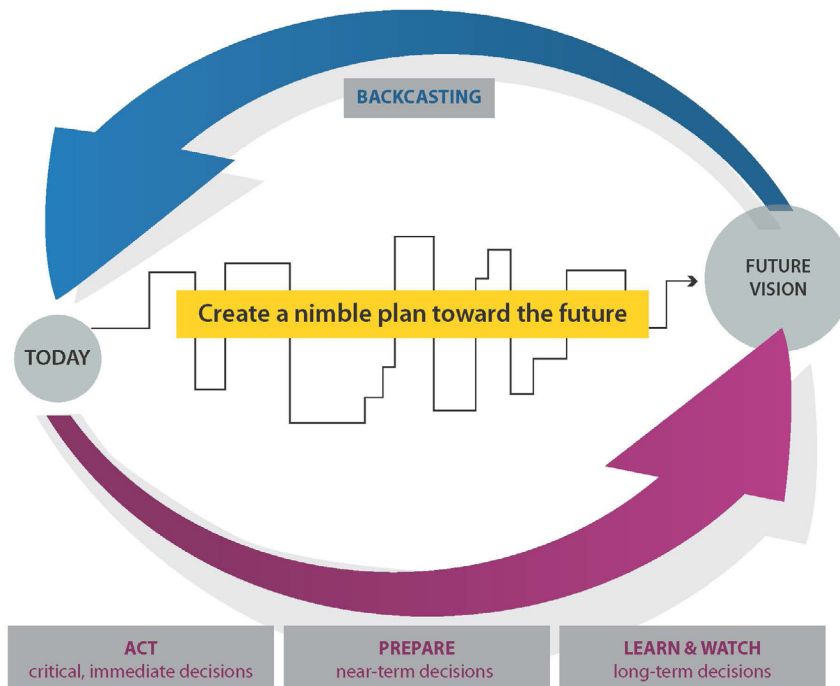 BACKCASTING
FUTURE
VISION
Create a nimble plan toward the future
TODAY
ACT
critical, immediate decisions
PREPARE
near-term decisions
LEARN & WATCH
long-term decisions